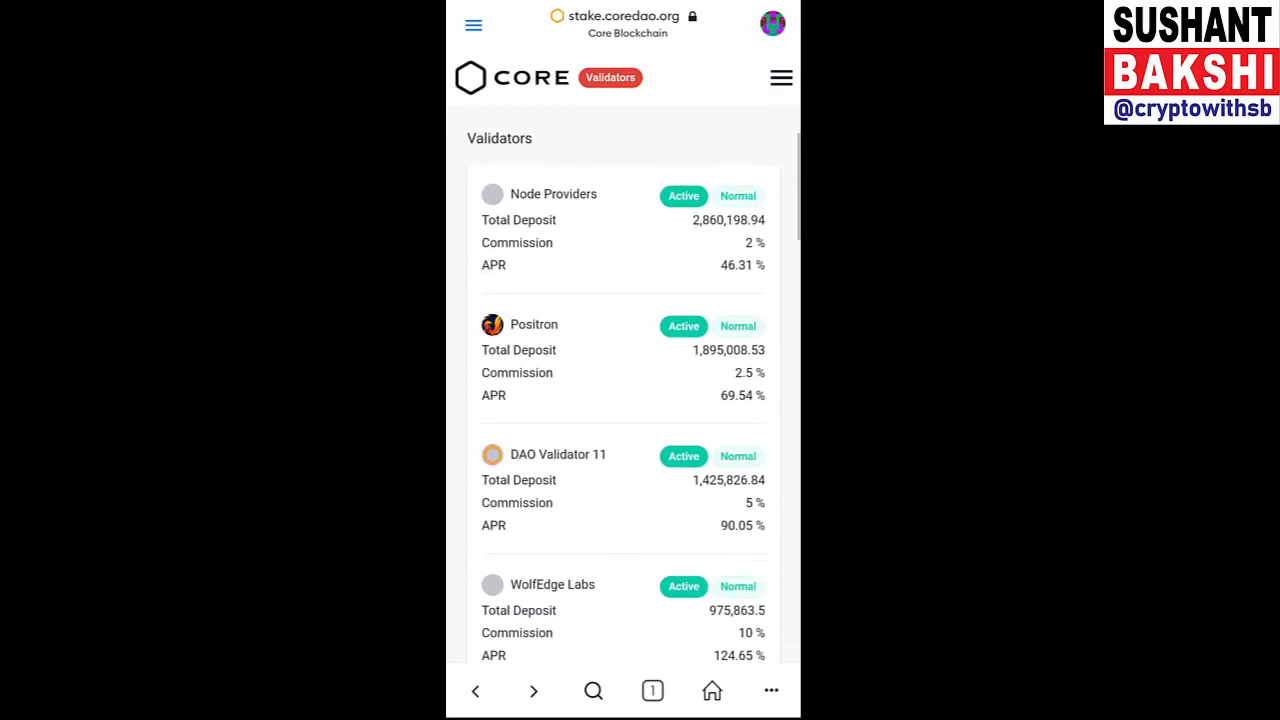 stake.coredao.org
Core Blockchain
CORE Validators
Validators
Node Providers Active Normal
Total Deposit 2,860,198.94
Commission 2 %
APR 46.31 %
Positron Active Normal
Total Deposit 1,895,008.53
Commission 2.5 %
APR 69.54 %
DAO Validator 11 Active Normal
Total Deposit 1,425,826.84
Commission 5 %
APR 90.05 %
WolfEdge Labs Active Normal
Total Deposit 975,863.5
Commission 10 %
APR 124.65 %
1
SUSHANT
BAKSHI
@cryptowithsb